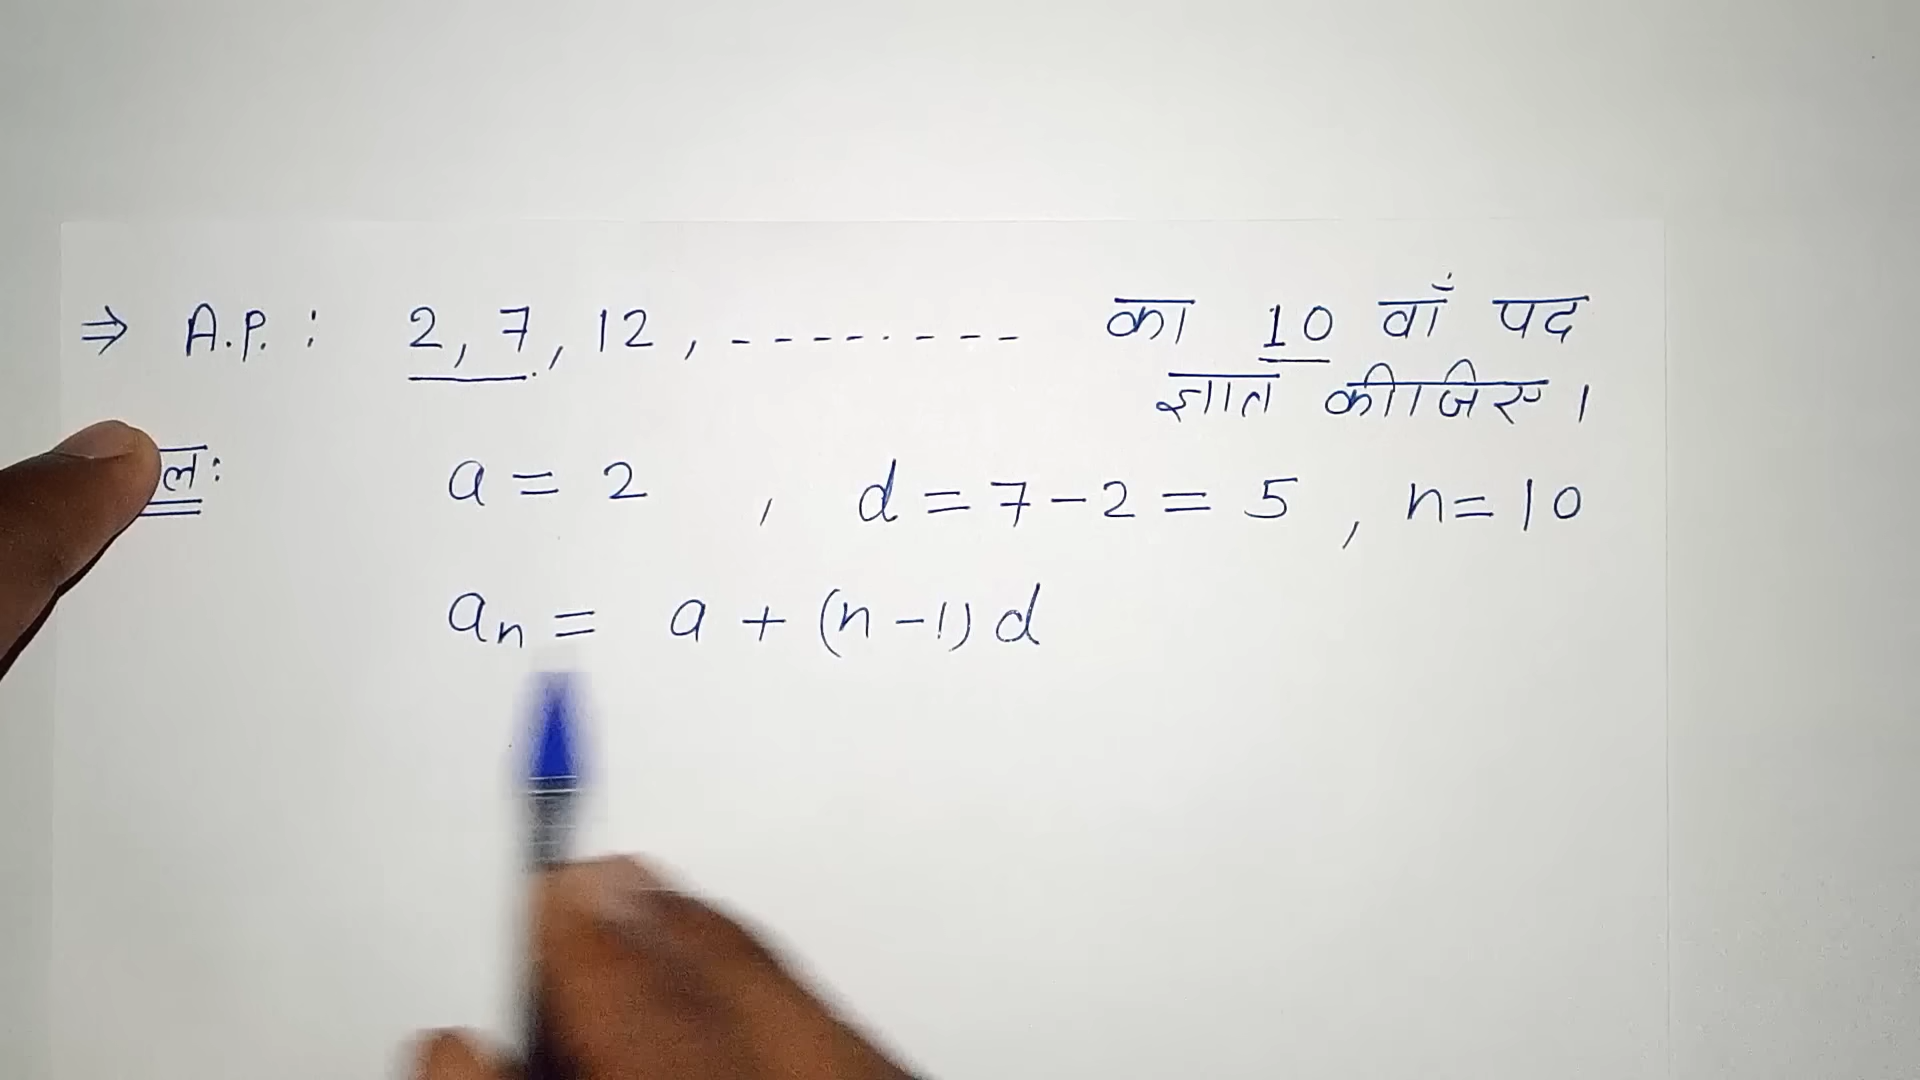 ⇒ A.P. : 2, 7, 12, --------- का 10 वाँ पद
ज्ञात कीजिए।
ल: a = 2 , d = 7 - 2 = 5 , n = 10
aₙ = a + (n - 1) d